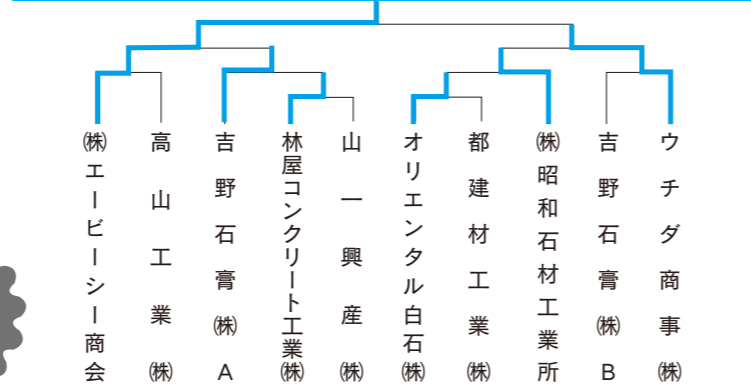 ㈱エービーシー商会
高山工業㈱
吉野石膏㈱A
林屋コンクリート工業㈱
山一興産㈱
オリエンタル白石㈱
都建材工業㈱
㈱昭和石材工業所
吉野石膏㈱B
ウチダ商事㈱